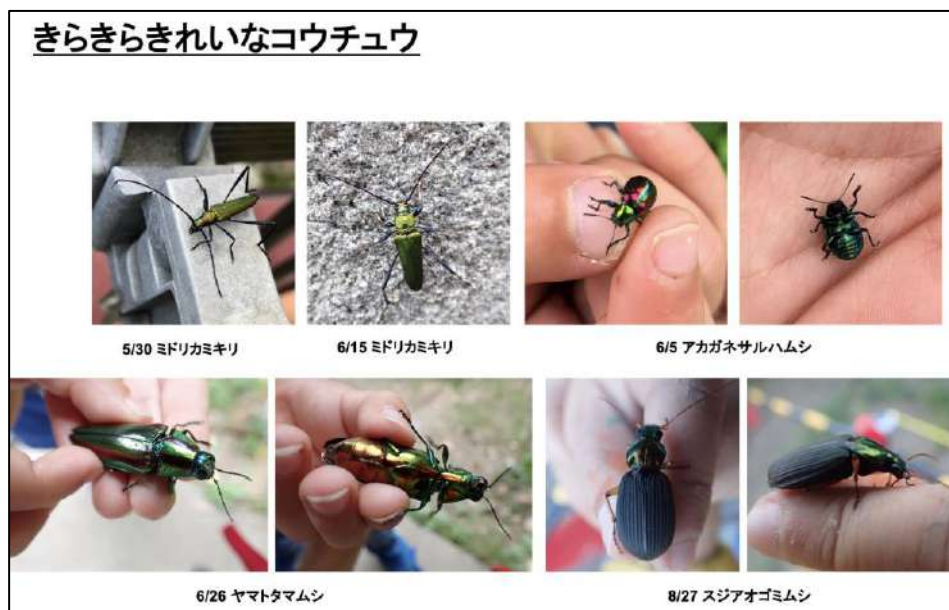 きらきらきれいなコウチュウ
5/30 ミドリカミキリ
6/15 ミドリカミキリ
6/5 アカガネサルハムシ
6/26 ヤマトタマムシ
8/27 スジアオゴミムシ